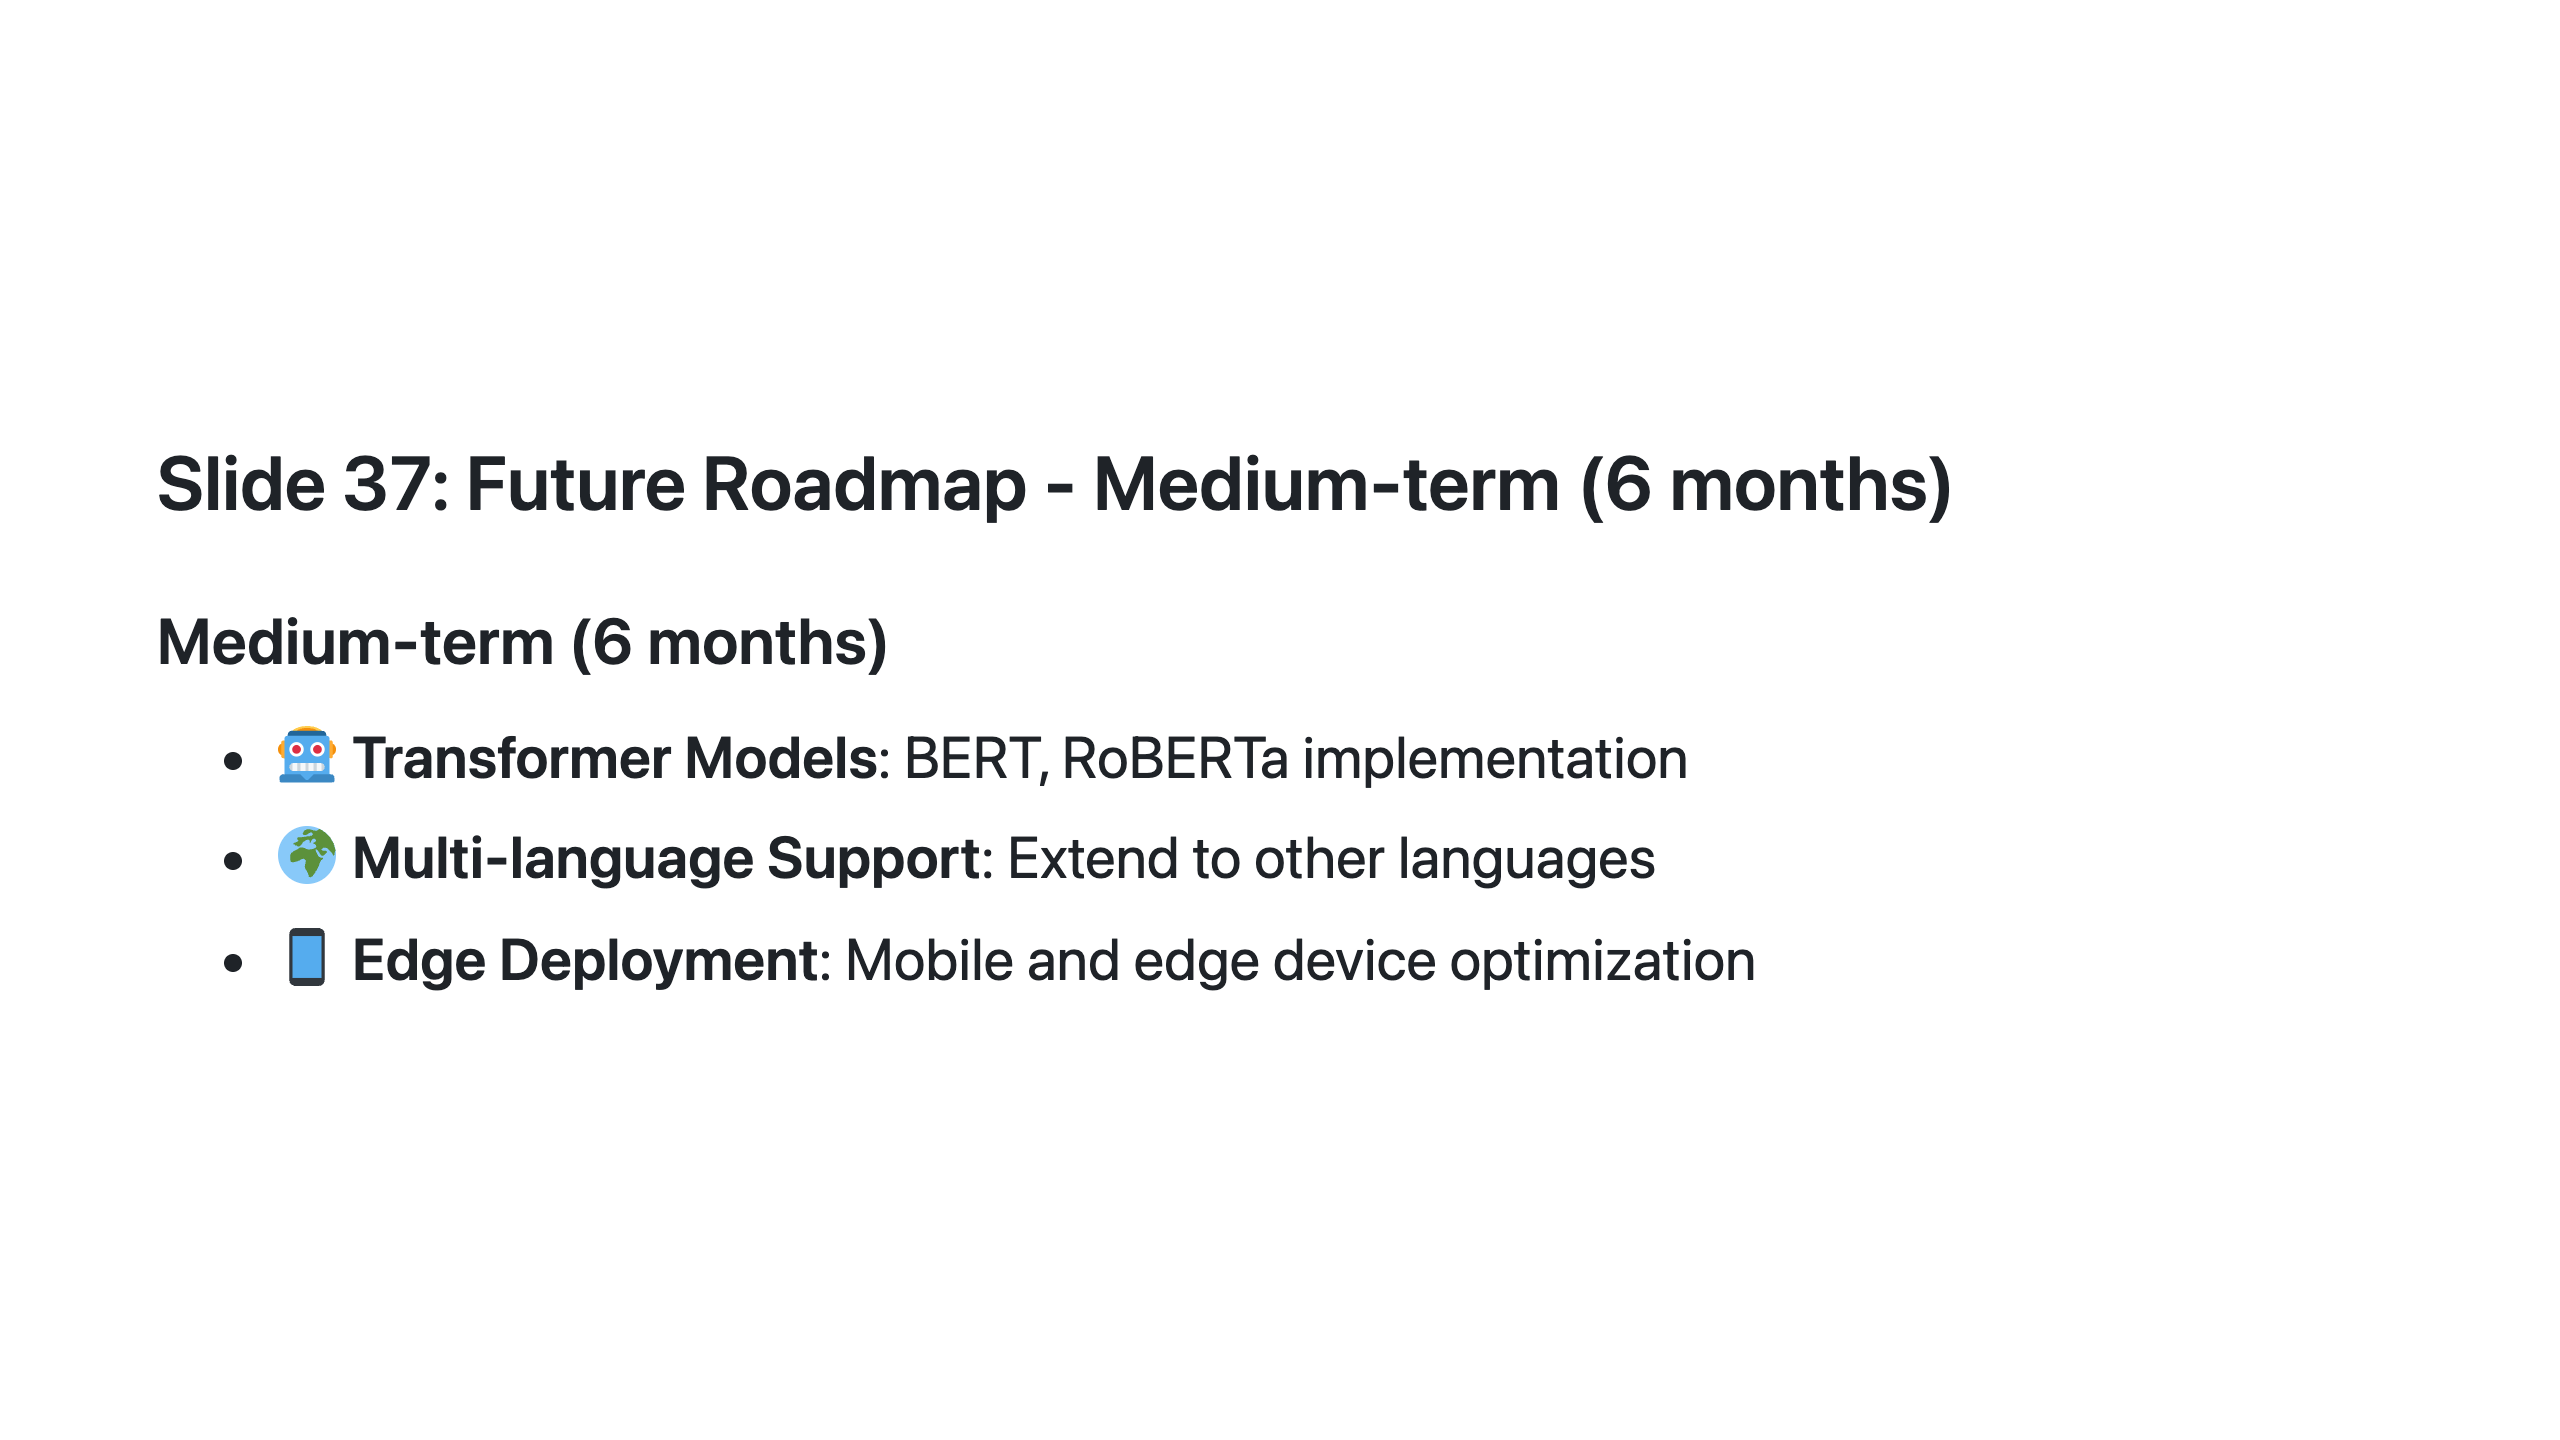 Slide 37: Future Roadmap - Medium-term (6 months)
Medium-term (6 months)
• 🤖 Transformer Models: BERT, RoBERTa implementation
• 🌍 Multi-language Support: Extend to other languages
• 📱 Edge Deployment: Mobile and edge device optimization